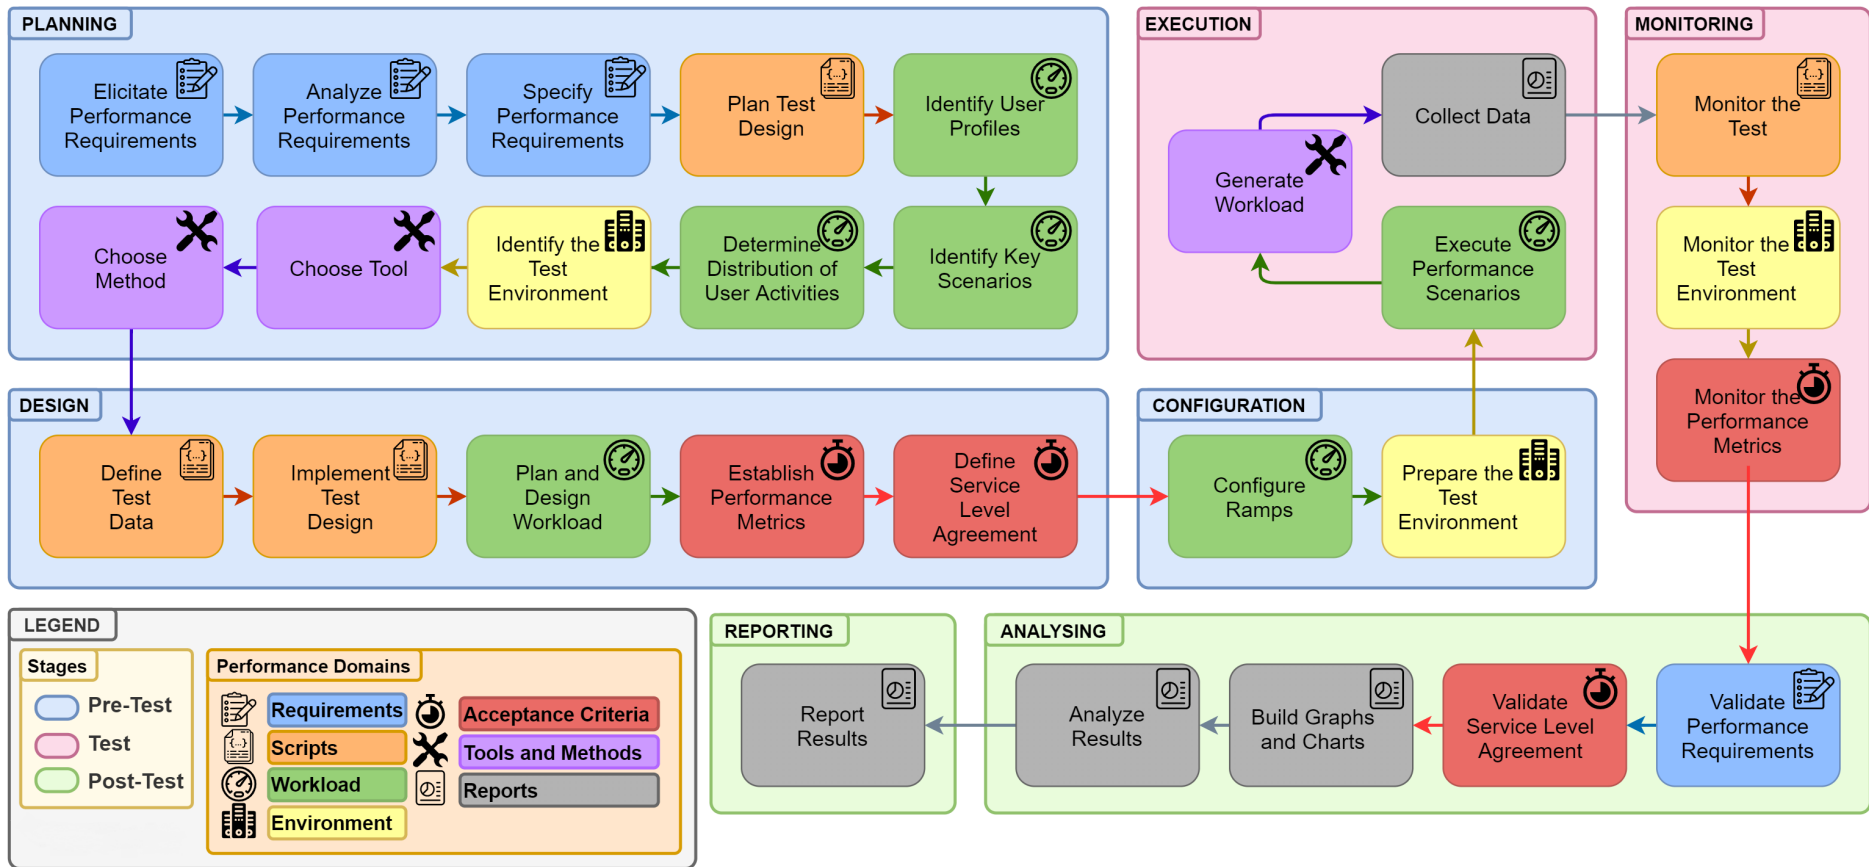 PLANNING
Elicitate
Performance
Requirements
Analyze
Performance
Requirements
Specify
Performance
Requirements
Plan Test
Design
Identify User
Profiles
Choose
Method
Choose Tool
Identify the
Test
Environment
Determine
Distribution of
User Activities
Identify Key
Scenarios
EXECUTION
Collect Data
Generate
Workload
Execute
Performance
Scenarios
MONITORING
Monitor the
Test
Monitor the
Test
Environment
Monitor the
Performance
Metrics
DESIGN
Define
Test
Data
Implement
Test
Design
Plan and
Design
Workload
Establish
Performance
Metrics
Define
Service
Level
Agreement
CONFIGURATION
Configure
Ramps
Prepare the
Test
Environment
LEGEND
Stages
Pre-Test
Test
Post-Test
Performance Domains
Requirements
Scripts
Workload
Environment
Acceptance Criteria
Tools and Methods
Reports
REPORTING
Report
Results
ANALYSING
Analyze
Results
Build Graphs
and Charts
Validate
Service Level
Agreement
Validate
Performance
Requirements